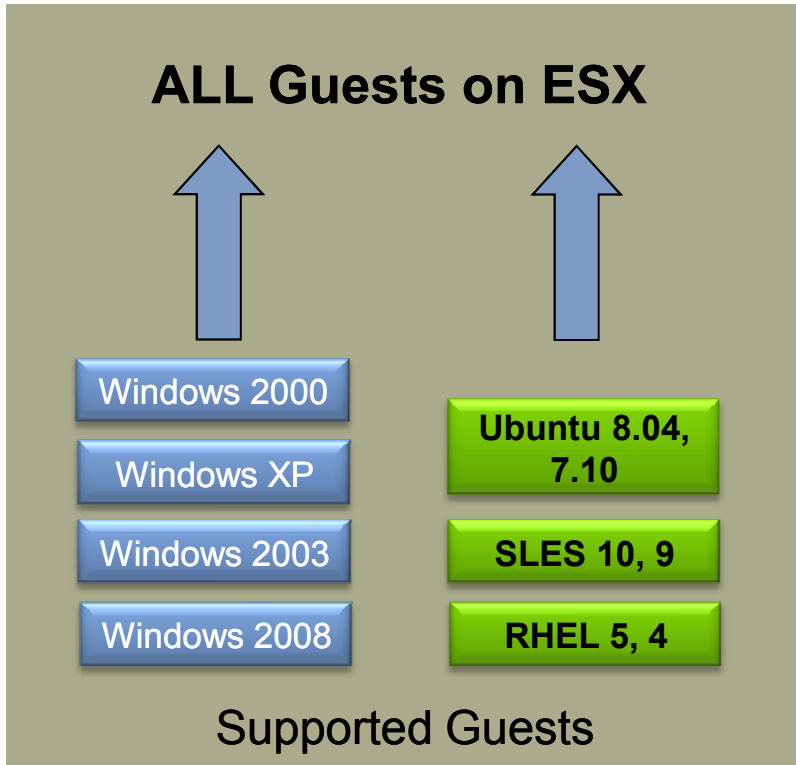 ALL Guests on ESX
Windows 2000
Windows XP
Windows 2003
Windows 2008
Ubuntu 8.04,
7.10
SLES 10, 9
RHEL 5, 4
Supported Guests